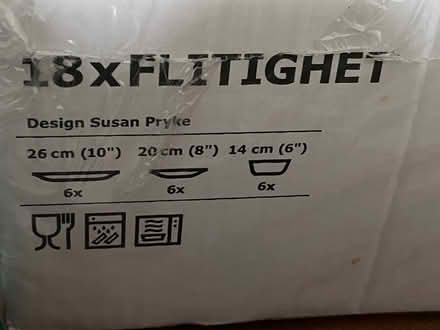 18xFLITIGHET
Design Susan Pryke
26 cm (10") 20 cm (8") 14 cm (6")
6x 6x 6x